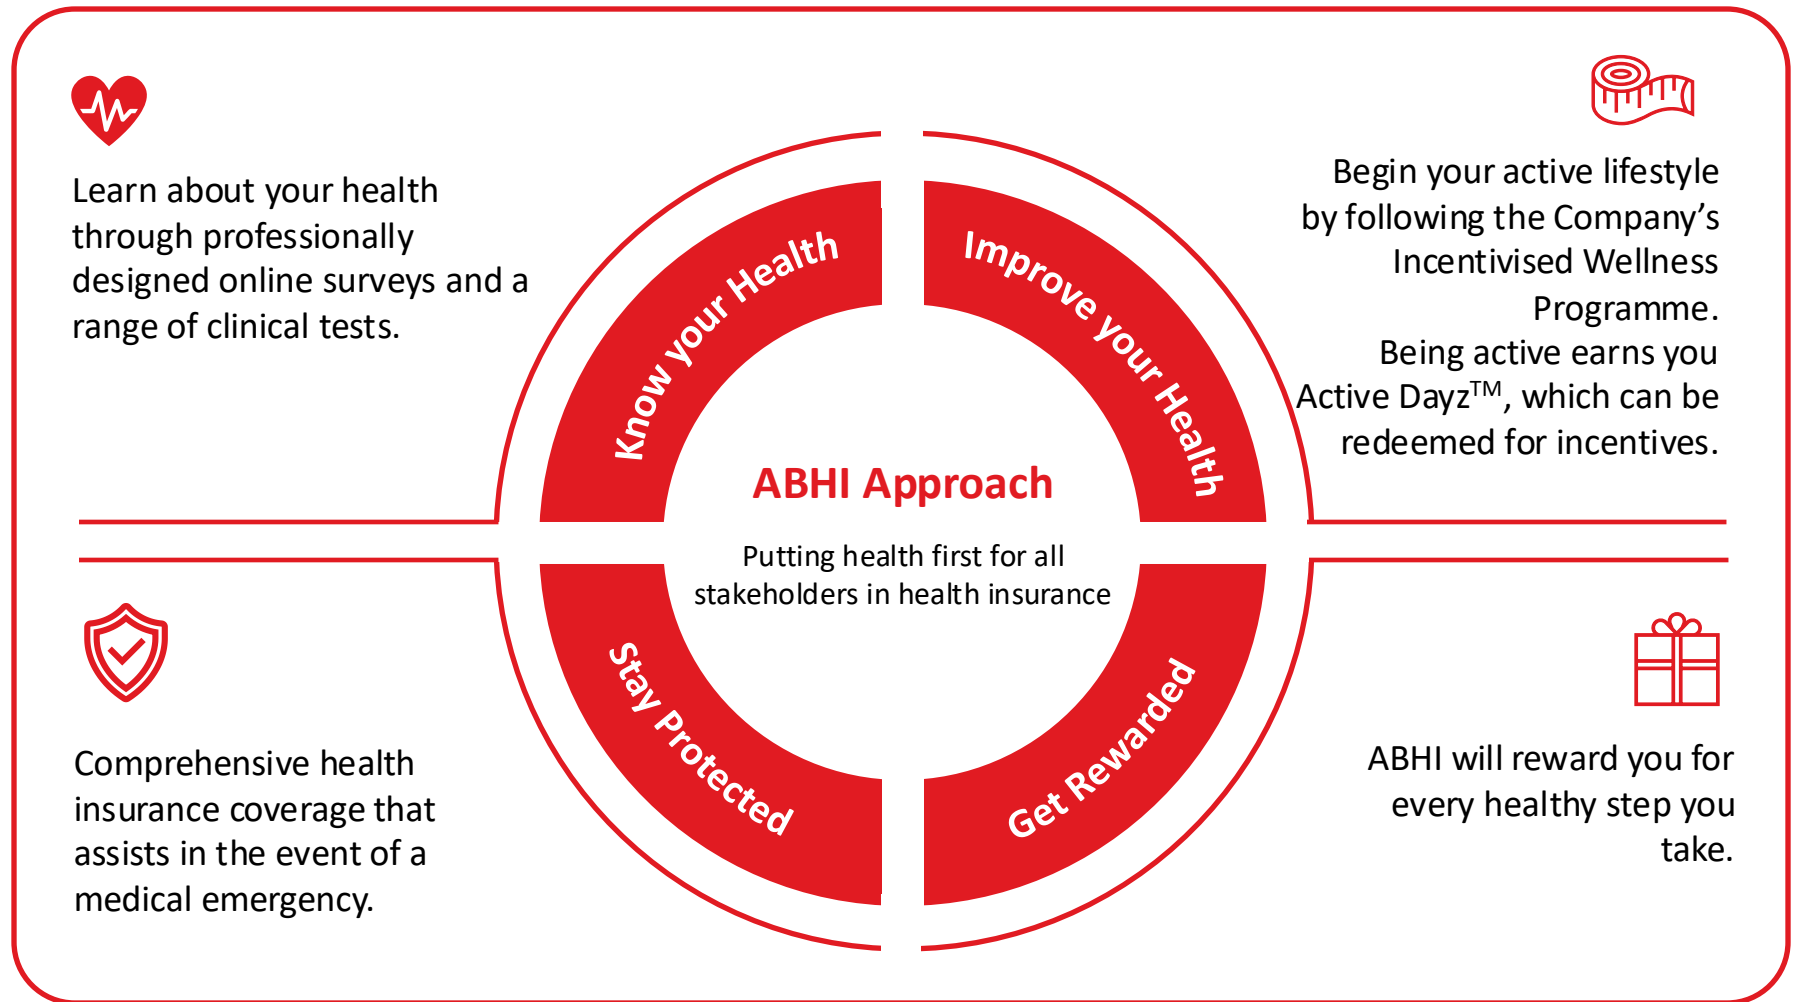 Learn about your health
through professionally
designed online surveys and a
range of clinical tests.
Know your Health
Improve your Health
Begin your active lifestyle
by following the Company’s
Incentivised Wellness
Programme.
Being active earns you
Active Dayz™, which can be
redeemed for incentives.
ABHI Approach
Putting health first for all
stakeholders in health insurance
Stay Protected
Comprehensive health
insurance coverage that
assists in the event of a
medical emergency.
Get Rewarded
ABHI will reward you for
every healthy step you
take.